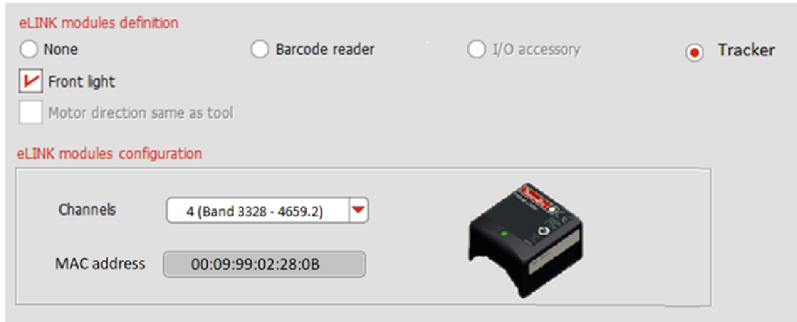 eLINK modules definition
None
Barcode reader
I/O accessory
Tracker
Front light
Motor direction same as tool
eLINK modules configuration
Channels
4 (Band 3328 - 4659.2)
MAC address
00:09:99:02:28:0B